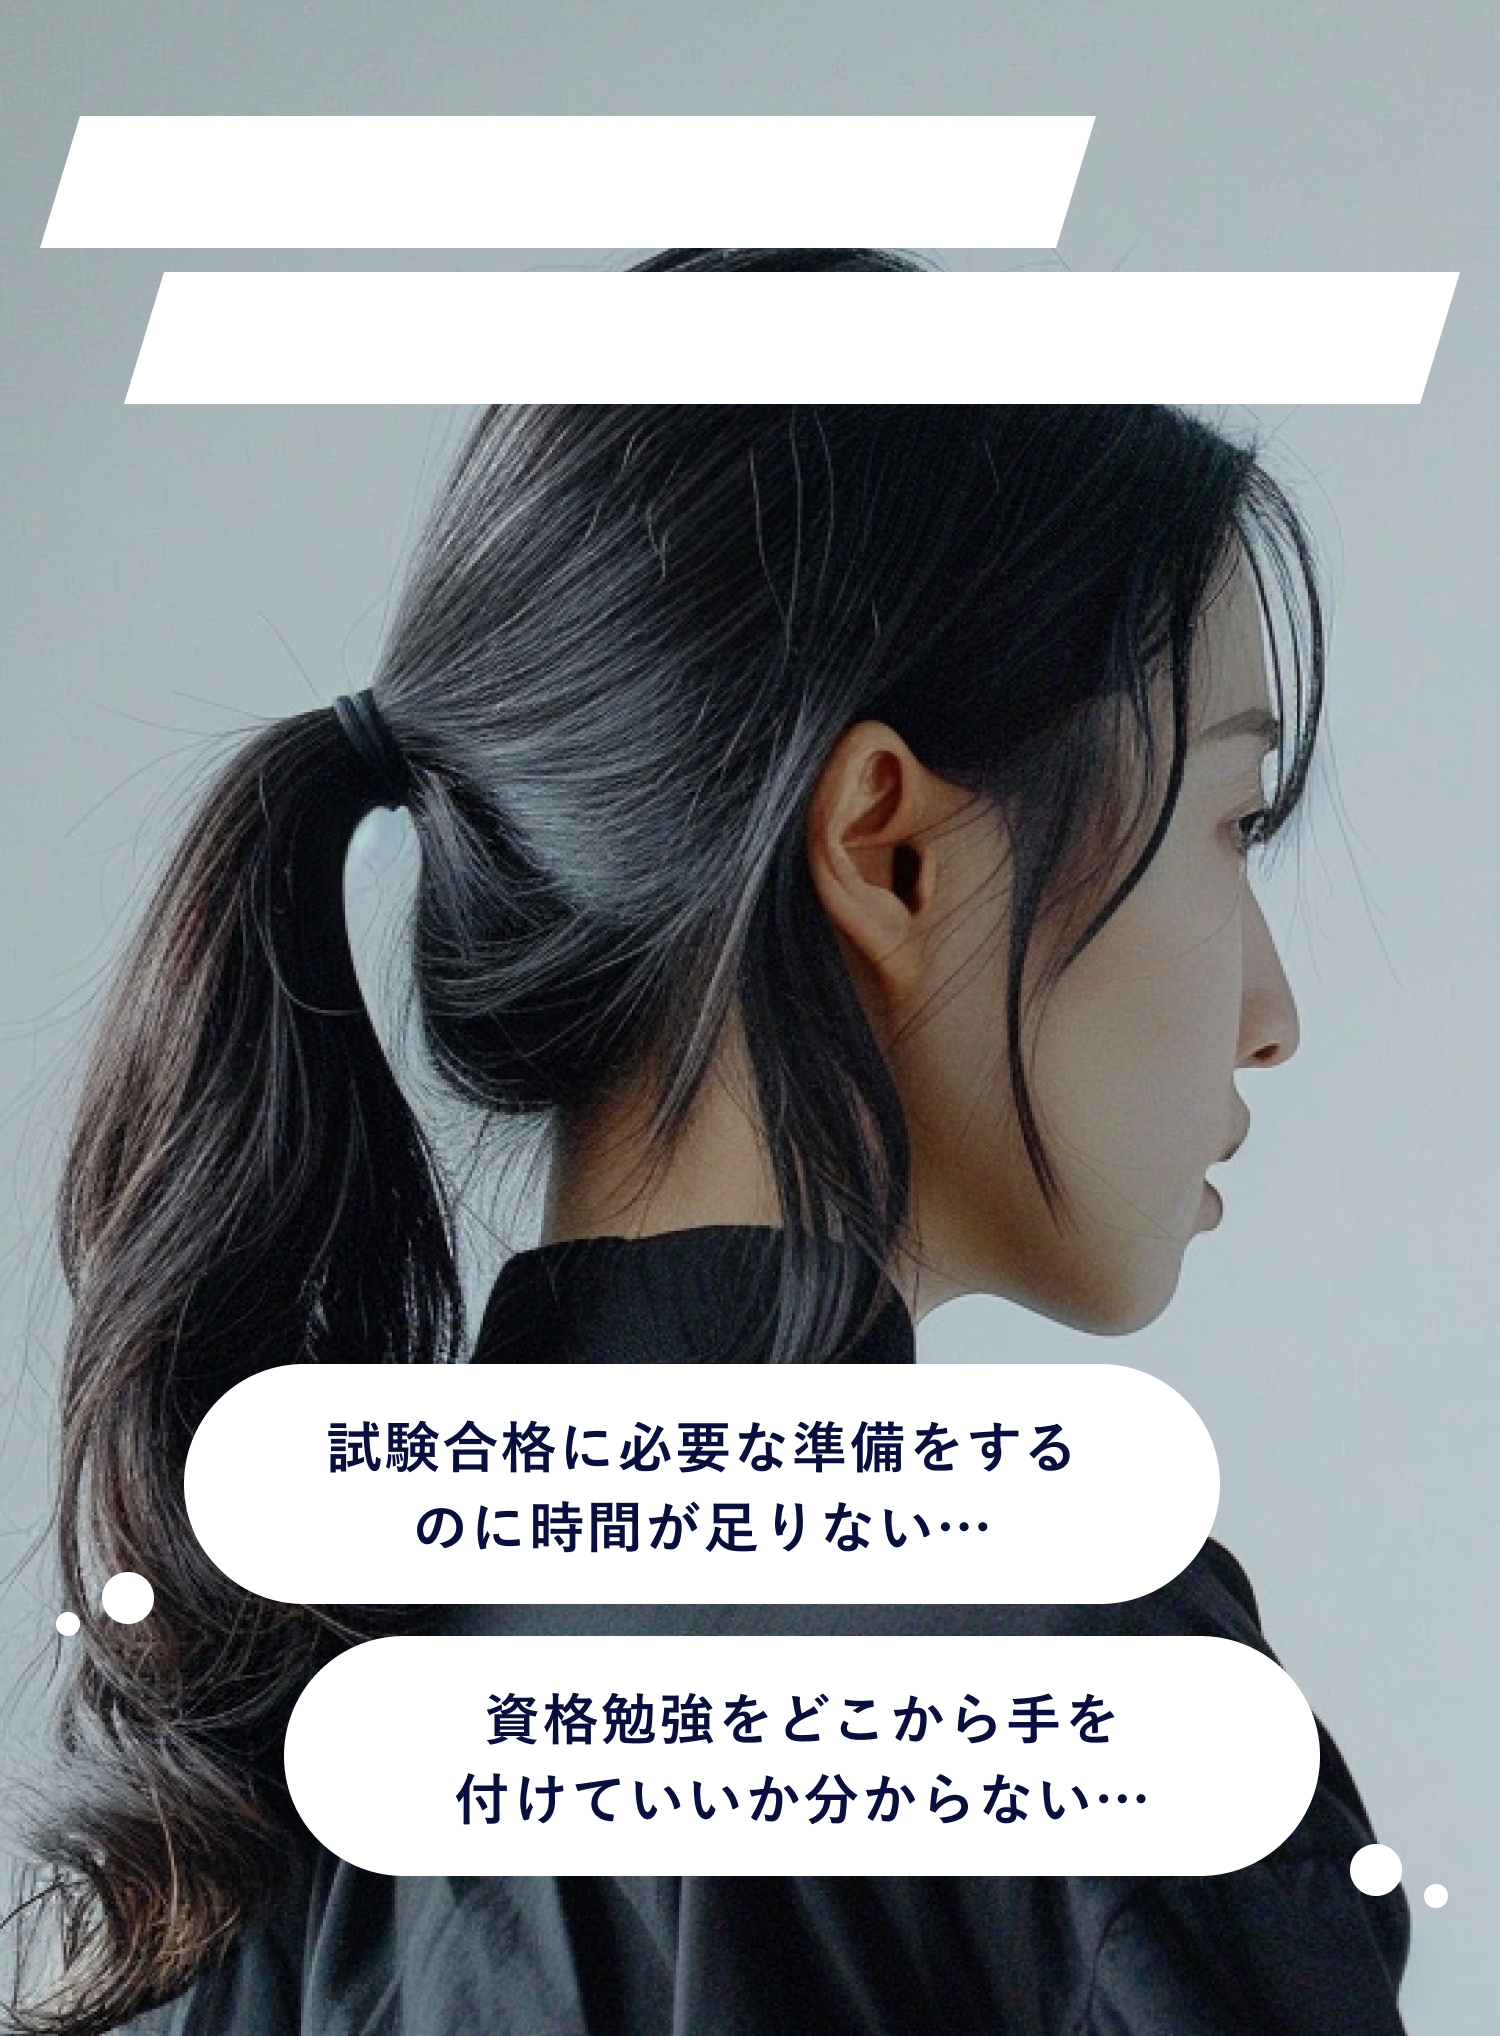 試験合格に必要な準備をする
のに時間が足りない…
資格勉強をどこから手を
付けていいか分からない…